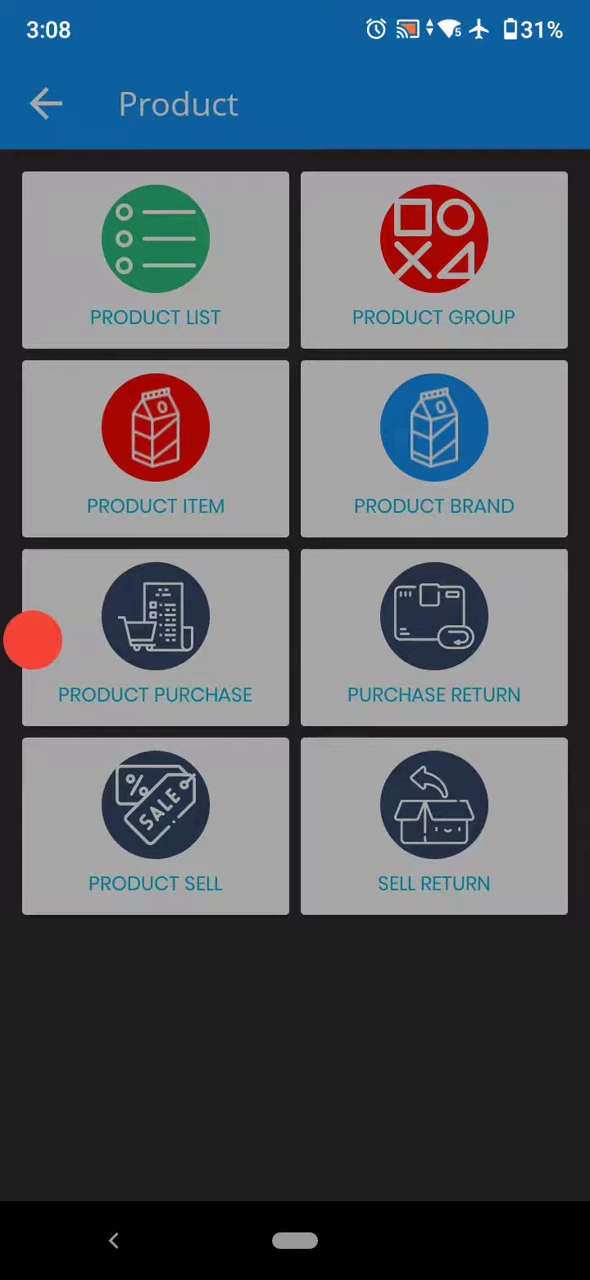 3:08
5
31%
Product
PRODUCT LIST
PRODUCT GROUP
PRODUCT ITEM
PRODUCT BRAND
PRODUCT PURCHASE
PURCHASE RETURN
%
SALE
PRODUCT SELL
SELL RETURN